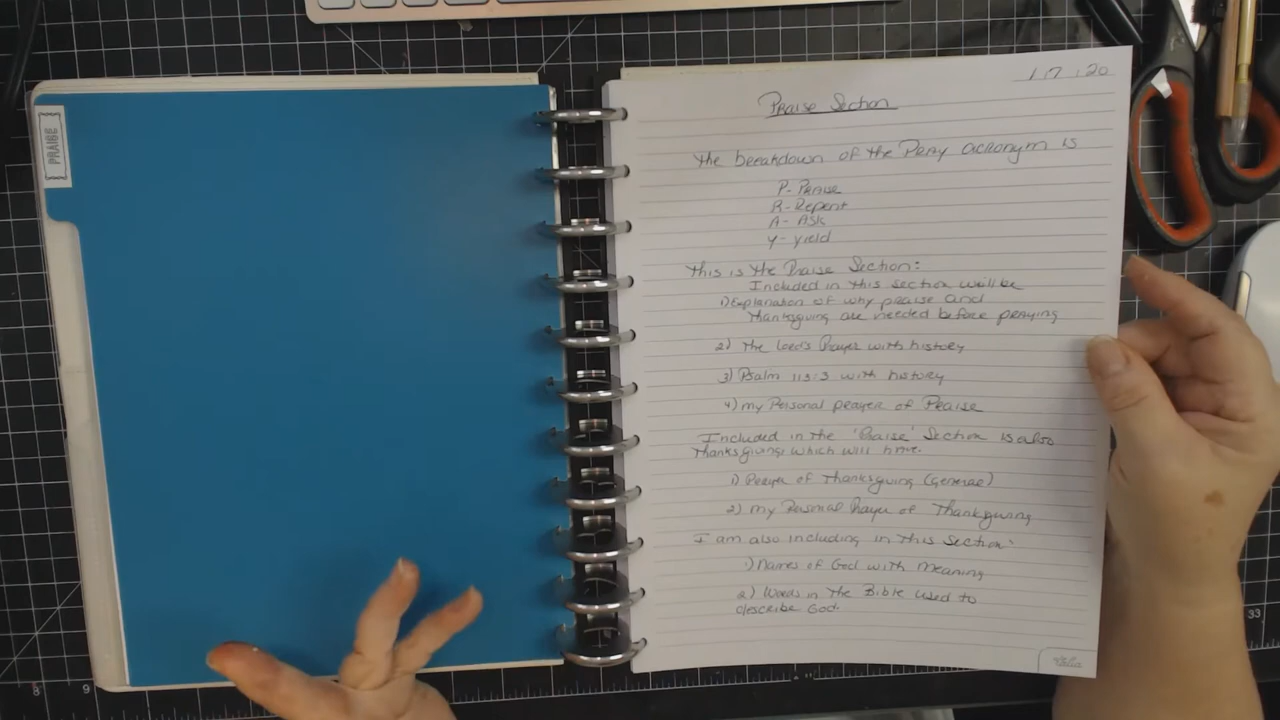 PRAISE
1 17 20
Praise Section
The breakdown of the Pray acronym is
P- Praise
R- Repent
A- Ask
Y- Yield
This is the Praise Section:
Included in this section will be
1) Explanation of why praise and
Thanksgiving are needed before praying
2) The Lord's Prayer with history
3) Psalm 113:3 with history
4) my Personal prayer of Praise
Included in the 'Praise' Section is also
Thanksgiving which will have.
1) Prayer of Thanksgiving (General)
2) my Personal Prayer of Thanksgiving
I am also including in this section:
1) Names of God with meaning
2) Words in the Bible used to
describe God.
8 9
33